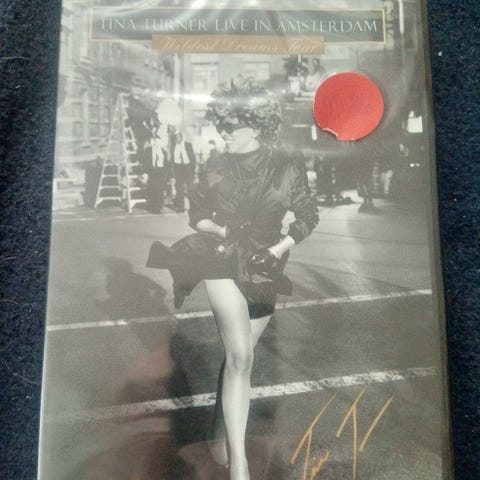 TINA TURNER LIVE IN AMSTERDAM
Wildest Dreams Tour